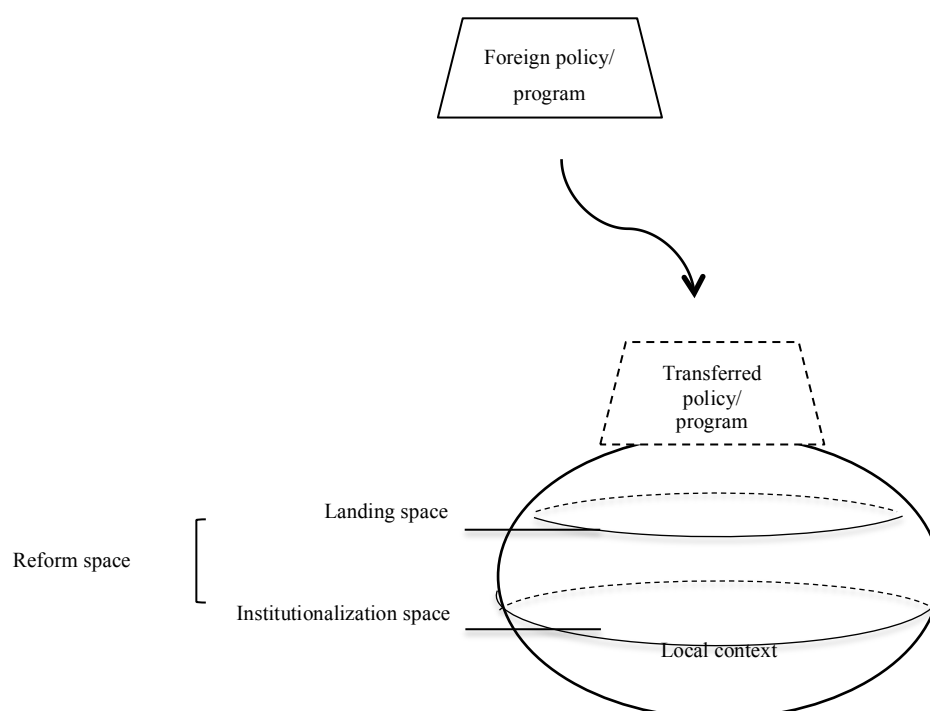 Foreign policy/
program
Transferred
policy/
program
Landing space
Reform space
Institutionalization space
Local context